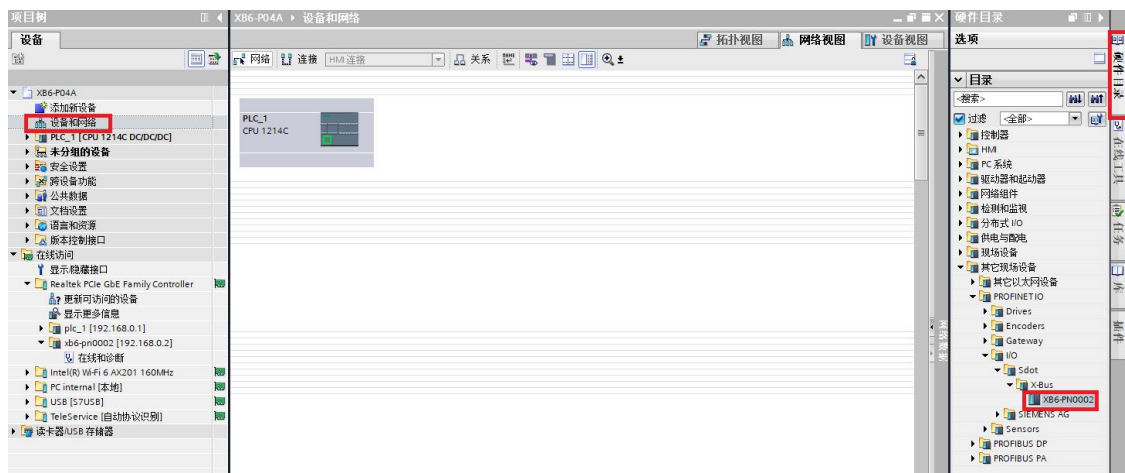 项目树
XB6-P04A ▸ 设备和网络
硬件目录
设备
拓扑视图
网络视图
设备视图
选项
网络
连接
HMI 连接
关系
目录
<搜索>
过滤
<全部>
XB6-P04A
添加新设备
设备和网络
PLC_1 [CPU 1214C DC/DC/DC]
未分组的设备
安全设置
跨设备功能
公共数据
文档设置
语言和资源
版本控制接口
在线访问
显示/隐藏接口
Realtek PCIe GbE Family Controller
更新可访问的设备
显示更多信息
plc_1 [192.168.0.1]
xb6-pn0002 [192.168.0.2]
在线和诊断
Intel(R) Wi-Fi 6 AX201 160MHz
PC internal [本地]
USB [S7USB]
TeleService [自动协议识别]
读卡器/USB 存储器
PLC_1
CPU 1214C
网络数据
控制器
HMI
PC 系统
驱动器和起动器
网络组件
检测和监视
分布式 I/O
供电与配电
现场设备
其它现场设备
其它以太网设备
PROFINET IO
Drives
Encoders
Gateway
I/O
Sdot
X-Bus
XB6-PN0002
SIEMENS AG
Sensors
PROFIBUS DP
PROFIBUS PA
硬件目录
在线工具
任务
库
插件